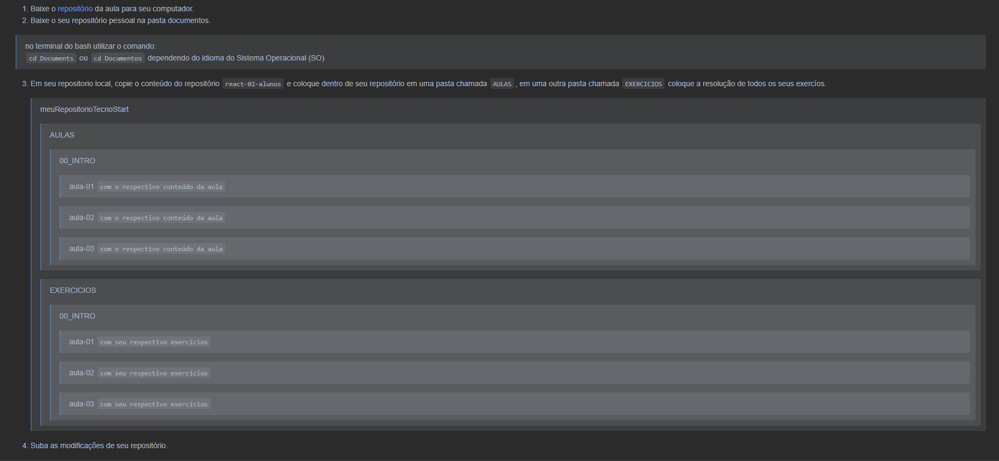 1. Baixe o repositório da aula para seu computador.
2. Baixe o seu repositório pessoal na pasta documentos.
no terminal do bash utilizar o comando:
cd Documents ou cd Documentos dependendo do idioma do Sistema Operacional (SO)
3. Em seu repositorio local, copie o conteúdo do repositório react-02-alunos e coloque dentro de seu repositório em uma pasta chamada AULAS, em uma outra pasta chamada EXERCICIOS coloque a resolução de todos os seus exercíos.
meuRepositorioTecnoStart
AULAS
00_INTRO
aula-01 com o respectivo conteúdo da aula
aula-02 com o respectivo conteúdo da aula
aula-03 com o respectivo conteúdo da aula
EXERCICIOS
00_INTRO
aula-01 com seu respectivo exercícios
aula-02 com seu respectivo exercícios
aula-03 com seu respectivo exercícios
4. Suba as modificações de seu repositório.